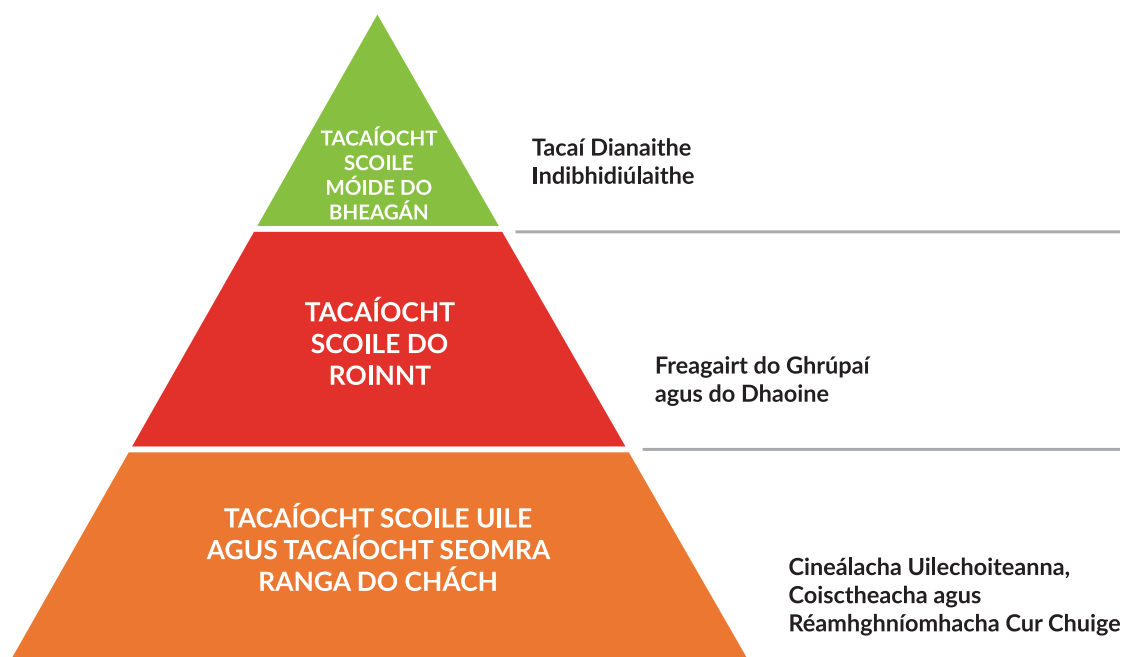 TACAÍOCHT
SCOILE
MÓIDE DO
BHEAGÁN
Tacaí Dianaithe
Indibhidiúlaithe
TACAÍOCHT
SCOILE DO
ROINNT
Freagairt do Ghrúpaí
agus do Dhaoine
TACAÍOCHT SCOILE UILE
AGUS TACAÍOCHT SEOMRA
RANGA DO CHÁCH
Cineálacha Uilechoiteanna,
Coisctheacha agus
Réamhghníomhacha Cur Chuige